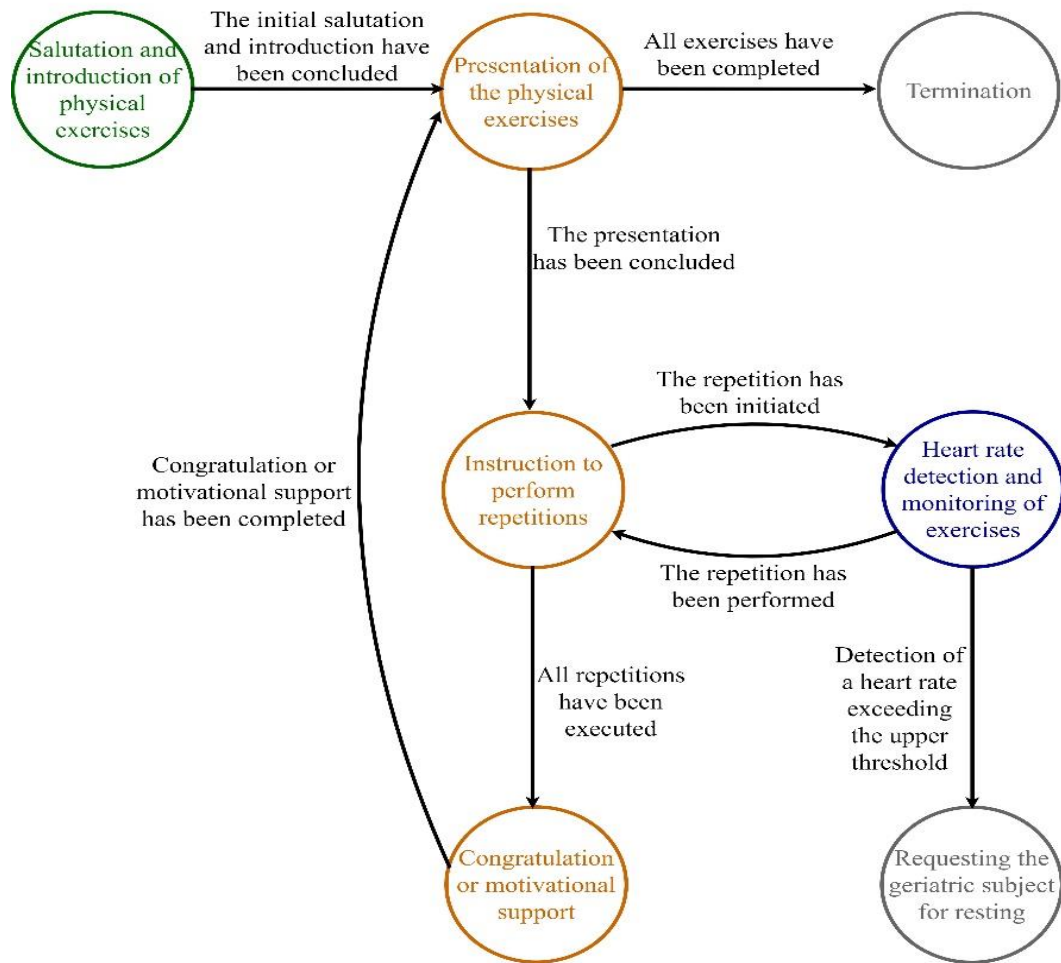 Salutation and
introduction of
physical
exercises
The initial salutation
and introduction have
been concluded
Presentation of
the physical
exercises
All exercises have
been completed
Termination
The presentation
has been concluded
The repetition has
been initiated
Instruction to
perform
repetitions
Heart rate
detection and
monitoring of
exercises
Congratulation or
motivational support
has been completed
The repetition has
been performed
All repetitions
have been
executed
Detection of
a heart rate
exceeding
the upper
threshold
Congratulation
or motivational
support
Requesting the
geriatric subject
for resting